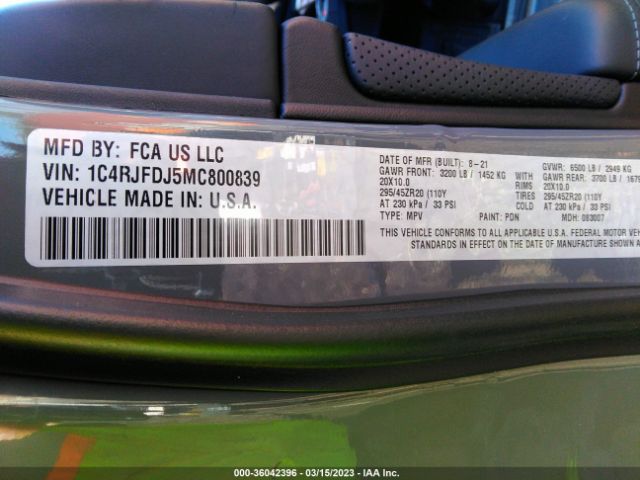 MFD BY: FCA US LLC
VIN: 1C4RJFDJ5MC800839
VEHICLE MADE IN: U.S.A.
DATE OF MFR (BUILT): 8-21 GVWR: 6500 LB / 2949 KG
GAWR FRONT: 3200 LB / 1452 KG WITH GAWR REAR: 3700 LB / 1679
20X10.0 RIMS 20X10.0
295/45ZR20 (110Y TIRES 295/45ZR20 (110Y
AT 230 kPa / 33 PSI COLD AT 230 kPa / 33 PSI
TYPE: MPV PAINT: PDN MDH: 083007
THIS VEHICLE CONFORMS TO ALL APPLICABLE U.S.A. FEDERAL MOTOR VEH
STANDARDS IN EFFECT ON THE DATE OF MANUFACTURE SHOWN A
000-36042396 - 03/15/2023 - IAA Inc.